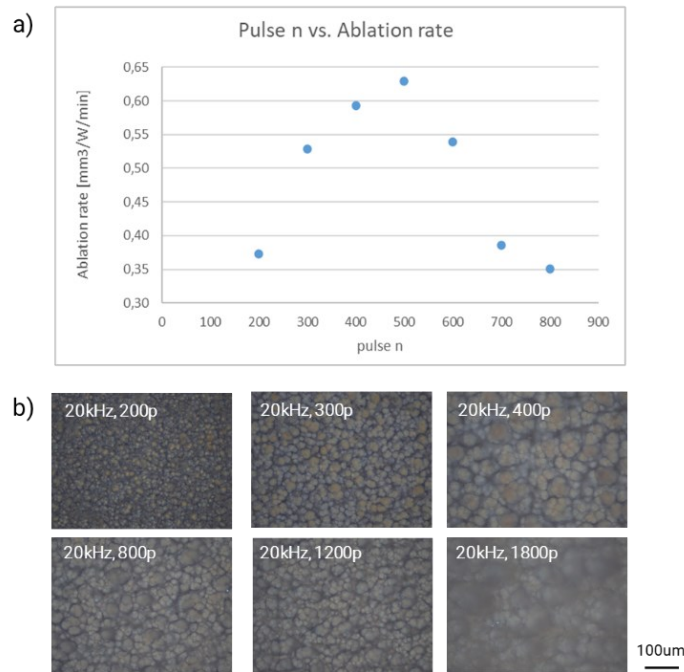 a)
Pulse n vs. Ablation rate
Ablation rate [mm3/W/min]
0,65
0,60
0,55
0,50
0,45
0,40
0,35
0,30
0 100 200 300 400 500 600 700 800 900
pulse n
b)
20kHz, 200p 20kHz, 300p 20kHz, 400p
20kHz, 800p 20kHz, 1200p 20kHz, 1800p
100um